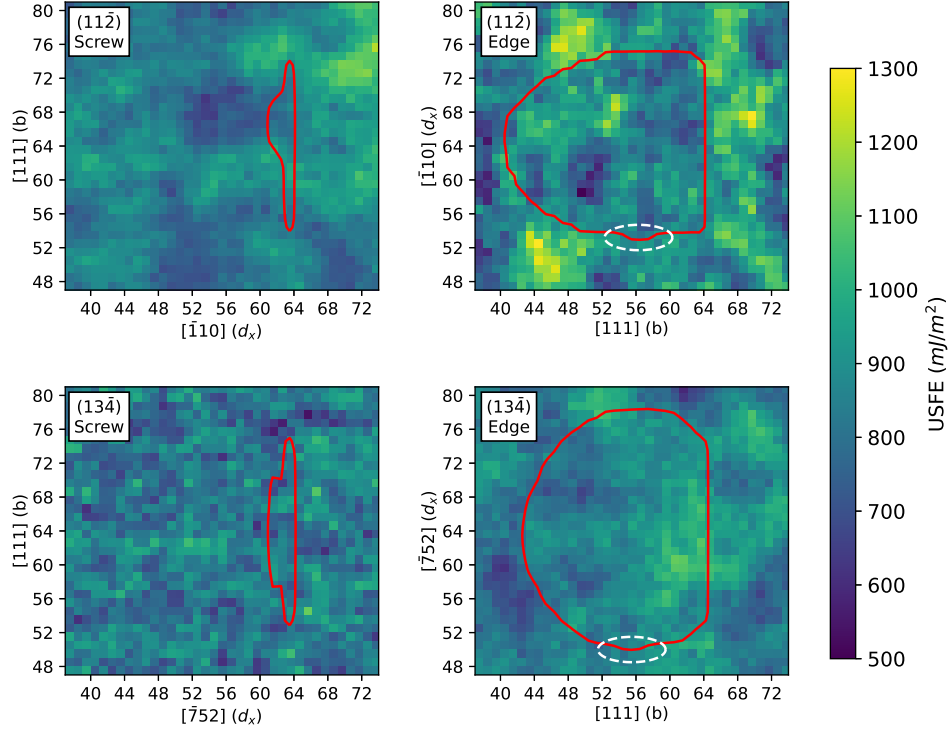 (112̄)
Screw
80
76
72
68
64
60
56
52
48
[111] (b)
40 44 48 52 56 60 64 68 72
[1̄10] (dₓ)
(112̄)
Edge
80
76
72
68
64
60
56
52
48
[1̄10] (dₓ)
40 44 48 52 56 60 64 68 72
[111] (b)
(134̄)
Screw
80
76
72
68
64
60
56
52
48
[111] (b)
40 44 48 52 56 60 64 68 72
[7̄52] (dₓ)
(134̄)
Edge
80
76
72
68
64
60
56
52
48
[7̄52] (dₓ)
40 44 48 52 56 60 64 68 72
[111] (b)
1300
1200
1100
1000
900
800
700
600
500
USFE (mJ/m²)